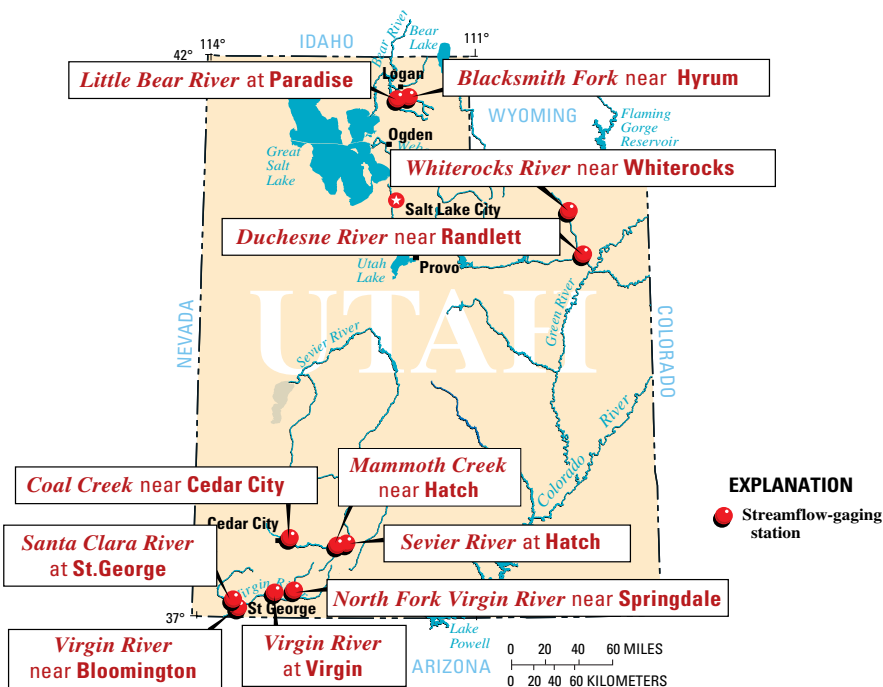 114°
IDAHO
111°
42°
Bear River
Bear
Lake
Little Bear River at Paradise
Logan
Blacksmith Fork near Hyrum
WYOMING
Flaming
Gorge
Reservoir
Ogden
Great
Salt
Lake
Whiterocks River near Whiterocks
Salt Lake City
Duchesne River near Randlett
Utah
Lake
Provo
Green River
NEVADA
UTAH
COLORADO
Sevier River
Colorado River
Coal Creek near Cedar City
Mammoth Creek
near Hatch
EXPLANATION
Streamflow-gaging
station
Cedar City
Santa Clara River
at St.George
Sevier River at Hatch
Virgin
St George
North Fork Virgin River near Springdale
37°
Virgin River
near Bloomington
Virgin River
at Virgin
Lake
Powell
ARIZONA
0 20 40 60 MILES
0 20 40 60 KILOMETERS